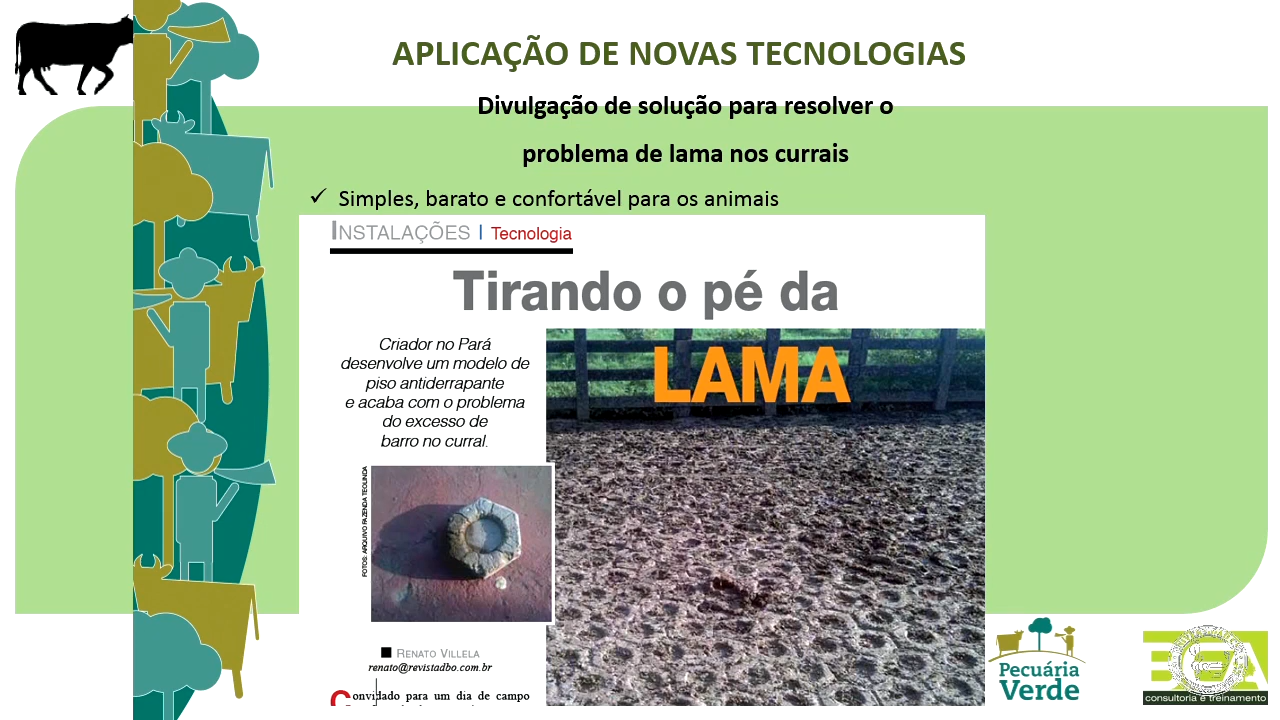 APLICAÇÃO DE NOVAS TECNOLOGIAS
Divulgação de solução para resolver o
problema de lama nos currais
✓ Simples, barato e confortável para os animais
INSTALAÇÕES | Tecnologia
Tirando o pé da
LAMA
Criador no Pará
desenvolve um modelo de
piso antiderrapante
e acaba com o problema
do excesso de
barro no curral.
FOTOS: ARQUIVO FAZENDA TEOLINDA
■ RENATO VILLELA
renato@revistadbo.com.br
Convidado para um dia de campo
Pecuária
Verde
consultoria e treinamento